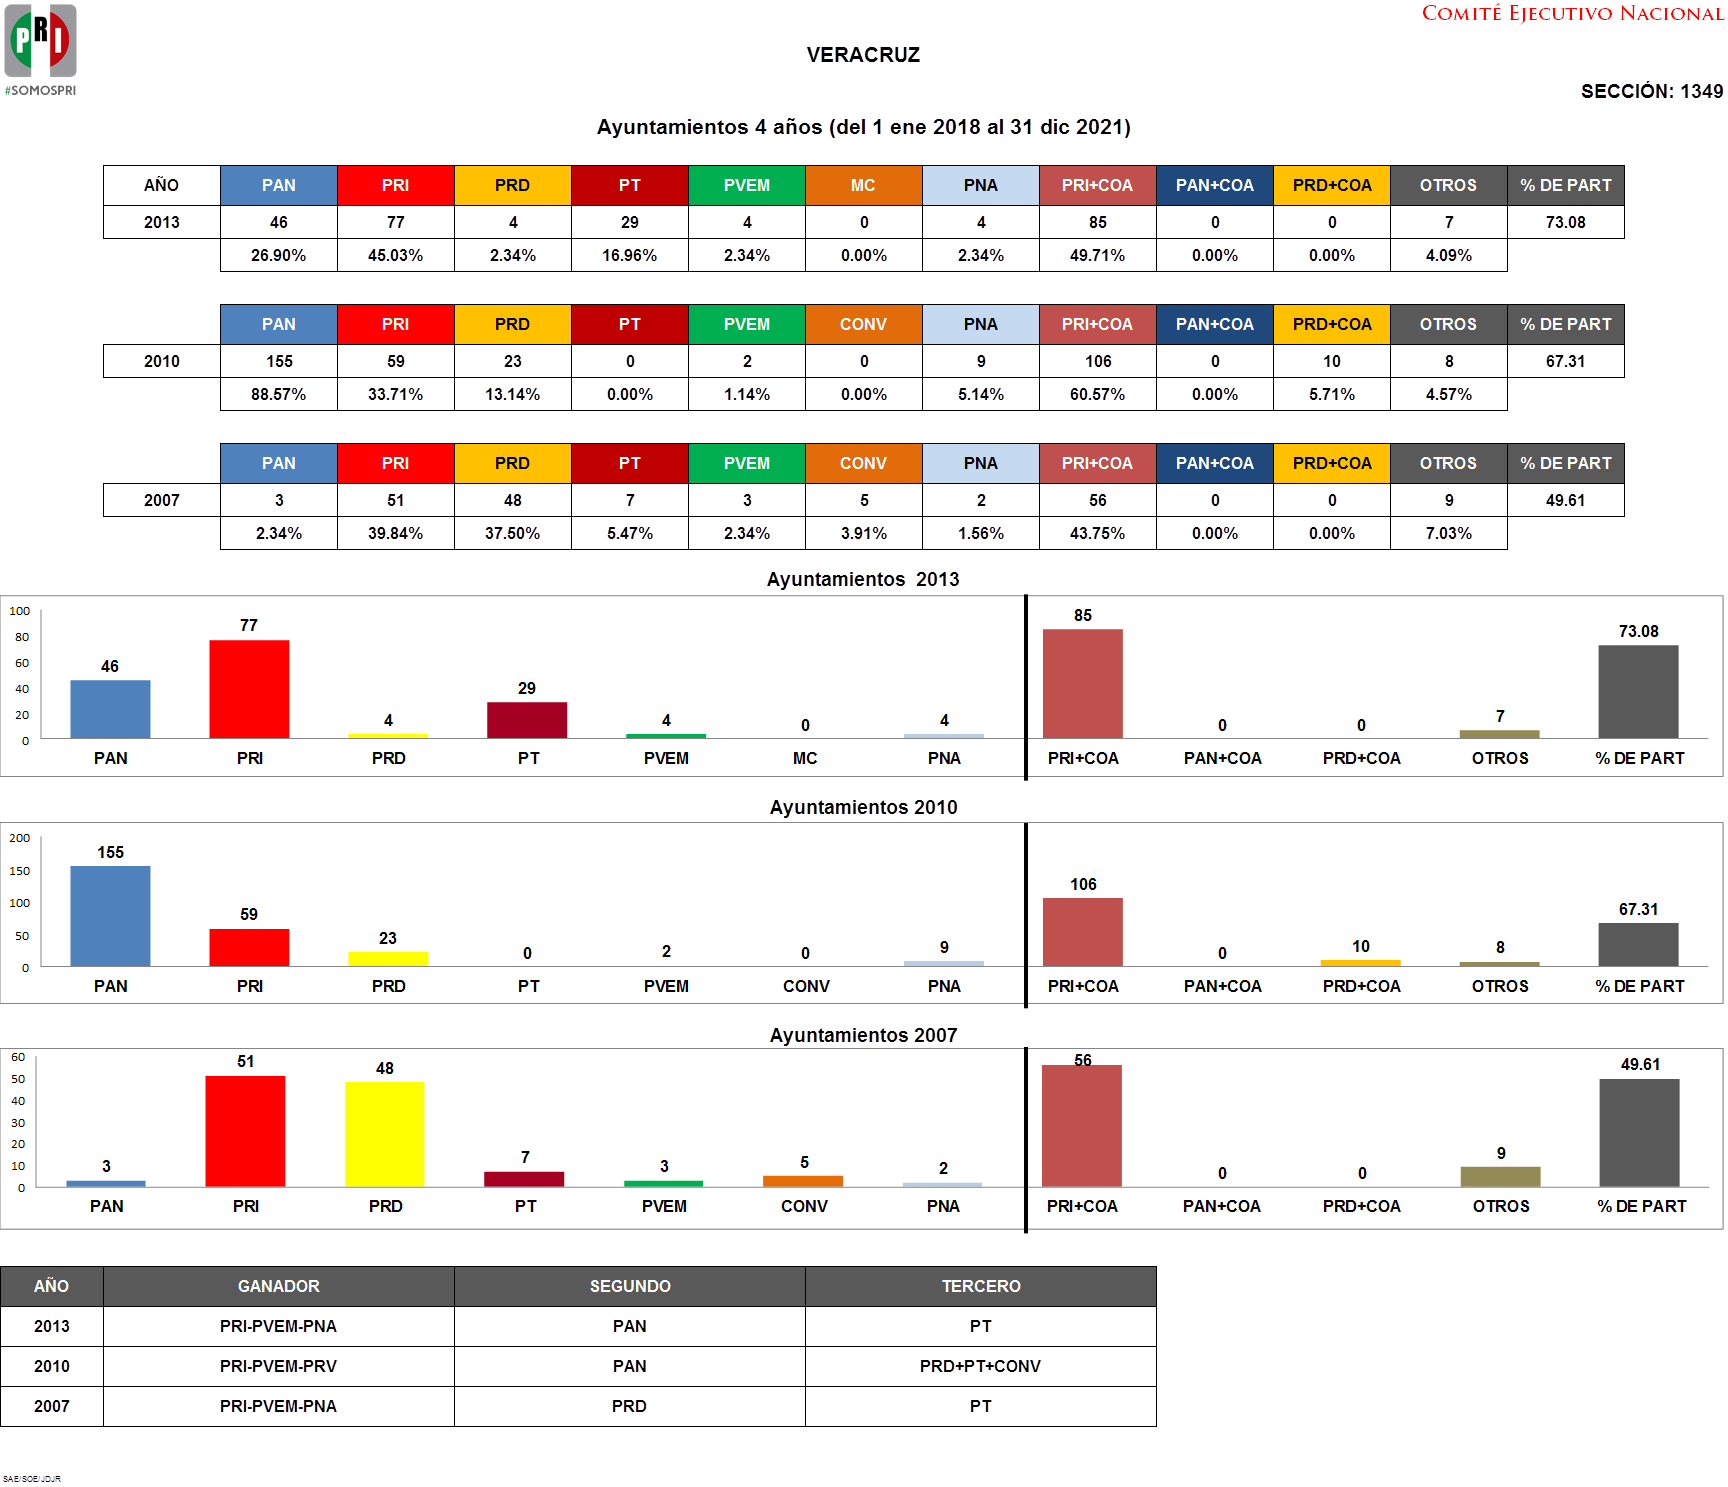 PRI
#SOMOSPRI
COMITÉ EJECUTIVO NACIONAL
VERACRUZ
SECCIÓN: 1349
Ayuntamientos 4 años (del 1 ene 2018 al 31 dic 2021)
AÑO PAN PRI PRD PT PVEM MC PNA PRI+COA PAN+COA PRD+COA OTROS % DE PART
2013 46 77 4 29 4 0 4 85 0 0 7 73.08
26.90% 45.03% 2.34% 16.96% 2.34% 0.00% 2.34% 49.71% 0.00% 0.00% 4.09%
PAN PRI PRD PT PVEM CONV PNA PRI+COA PAN+COA PRD+COA OTROS % DE PART
2010 155 59 23 0 2 0 9 106 0 10 8 67.31
88.57% 33.71% 13.14% 0.00% 1.14% 0.00% 5.14% 60.57% 0.00% 5.71% 4.57%
PAN PRI PRD PT PVEM CONV PNA PRI+COA PAN+COA PRD+COA OTROS % DE PART
2007 3 51 48 7 3 5 2 56 0 0 9 49.61
2.34% 39.84% 37.50% 5.47% 2.34% 3.91% 1.56% 43.75% 0.00% 0.00% 7.03%
Ayuntamientos 2013
100
80
60
40
20
0
46 77 4 29 4 0 4 85 0 0 7 73.08
PAN PRI PRD PT PVEM MC PNA PRI+COA PAN+COA PRD+COA OTROS % DE PART
Ayuntamientos 2010
200
150
100
50
0
155 59 23 0 2 0 9 106 0 10 8 67.31
PAN PRI PRD PT PVEM CONV PNA PRI+COA PAN+COA PRD+COA OTROS % DE PART
Ayuntamientos 2007
60
50
40
30
20
10
0
3 51 48 7 3 5 2 56 0 0 9 49.61
PAN PRI PRD PT PVEM CONV PNA PRI+COA PAN+COA PRD+COA OTROS % DE PART
AÑO GANADOR SEGUNDO TERCERO
2013 PRI-PVEM-PNA PAN PT
2010 PRI-PVEM-PRV PAN PRD+PT+CONV
2007 PRI-PVEM-PNA PRD PT
SAE/SOE/JDJR